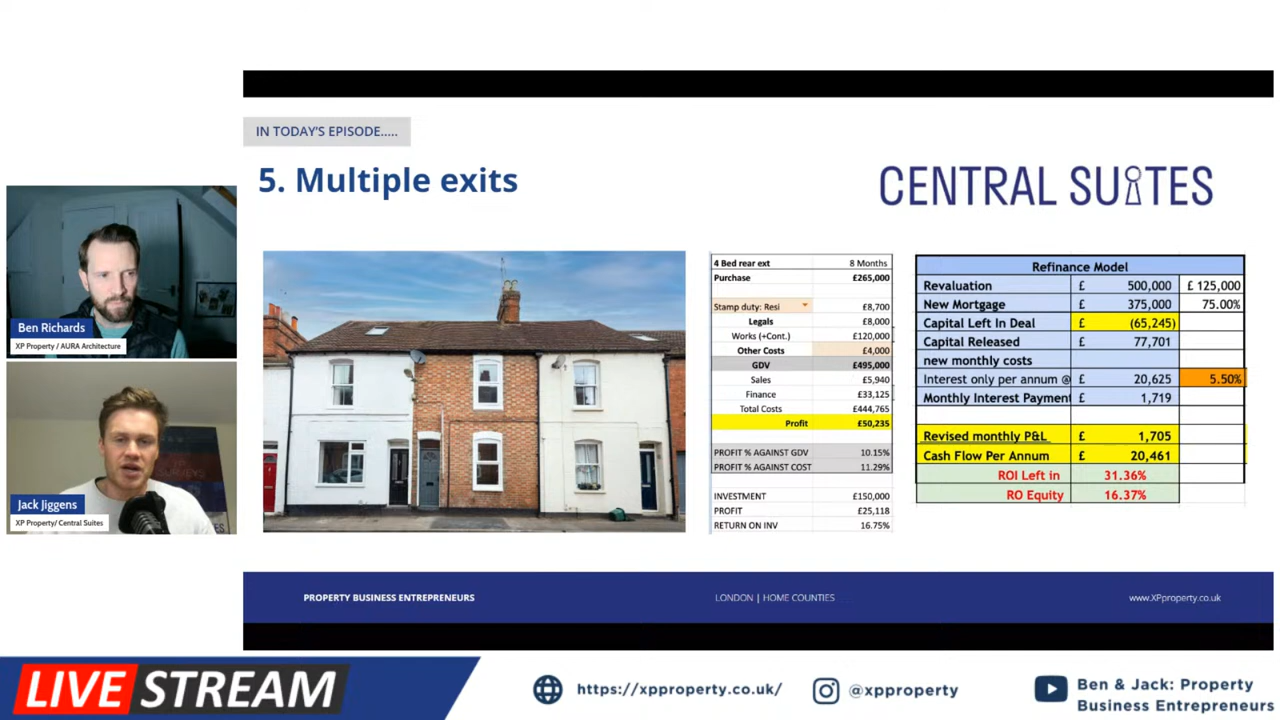 IN TODAY'S EPISODE.....
5. Multiple exits
CENTRAL SUITES
Ben Richards
XP Property / AURA Architecture
Jack Jiggens
XP Property/ Central Suites
4 Bed rear ext 8 Months
Purchase £265,000
Stamp duty: Resi £8,700
Legals £8,000
Works (+Cont.) £120,000
Other Costs £4,000
GDV £495,000
Sales £5,940
Finance £33,125
Total Costs £444,765
Profit £50,235
PROFIT % AGAINST GDV 10.15%
PROFIT % AGAINST COST 11.29%
INVESTMENT £150,000
PROFIT £25,118
RETURN ON INV 16.75%
Refinance Model
Revaluation £ 500,000 £ 125,000
New Mortgage £ 375,000 75.00%
Capital Left In Deal £ (65,245)
Capital Released £ 77,701
new monthly costs
Interest only per annum @ £ 20,625 5.50%
Monthly Interest Payment £ 1,719
Revised monthly P&L £ 1,705
Cash Flow Per Annum £ 20,461
ROI Left in 31.36%
RO Equity 16.37%
PROPERTY BUSINESS ENTREPRENEURS
LONDON | HOME COUNTIES
www.XPproperty.co.uk
LIVE STREAM
https://xpproperty.co.uk/
@xpproperty
Ben & Jack: Property
Business Entrepreneurs